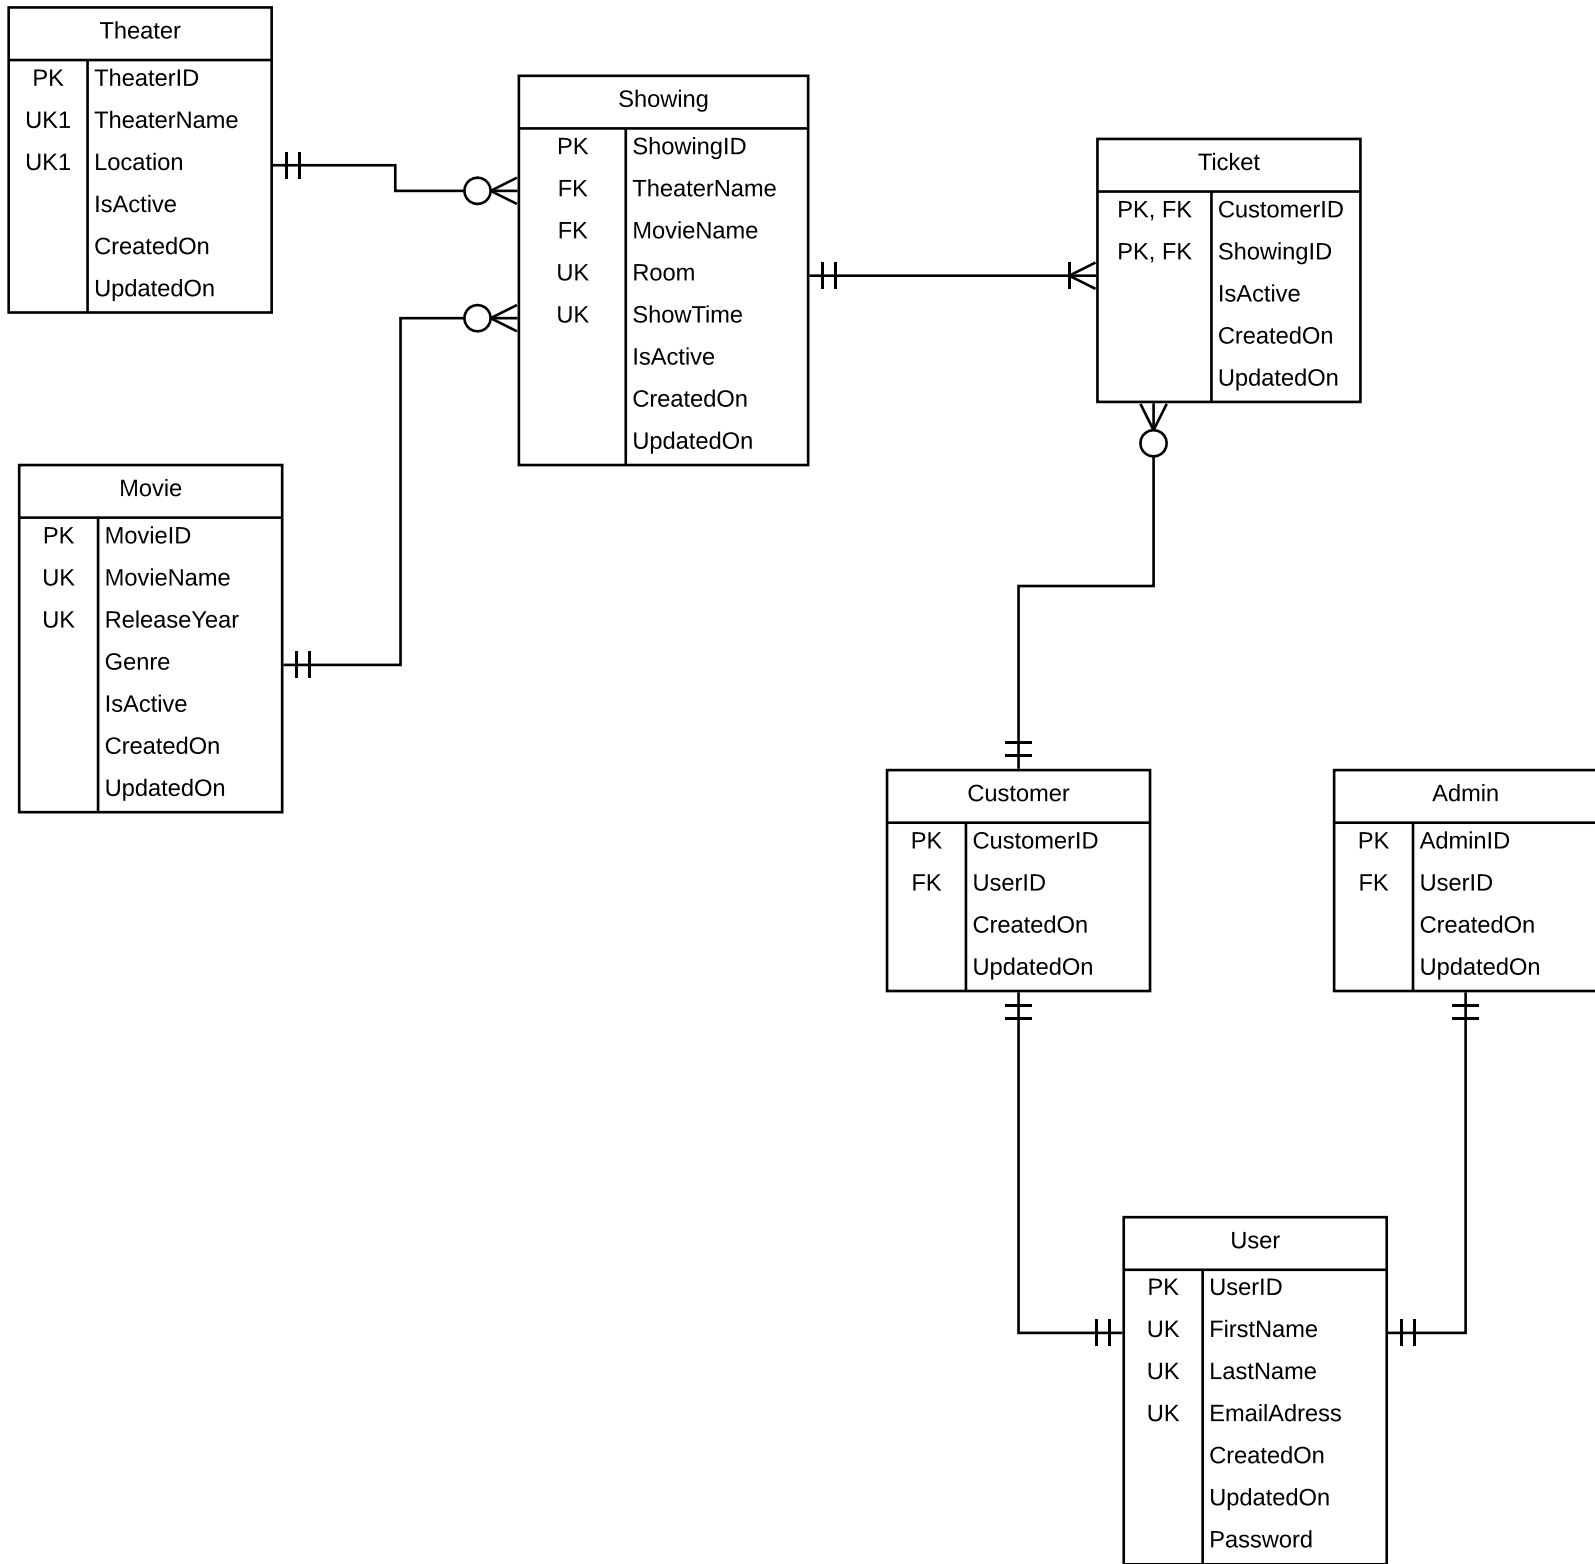 Theater
PK TheaterID
UK1 TheaterName
UK1 Location
IsActive
CreatedOn
UpdatedOn
Showing
PK ShowingID
FK TheaterName
FK MovieName
UK Room
UK ShowTime
IsActive
CreatedOn
UpdatedOn
Ticket
PK, FK CustomerID
PK, FK ShowingID
IsActive
CreatedOn
UpdatedOn
Movie
PK MovieID
UK MovieName
UK ReleaseYear
Genre
IsActive
CreatedOn
UpdatedOn
Customer
PK CustomerID
FK UserID
CreatedOn
UpdatedOn
Admin
PK AdminID
FK UserID
CreatedOn
UpdatedOn
User
PK UserID
UK FirstName
UK LastName
UK EmailAdress
CreatedOn
UpdatedOn
Password